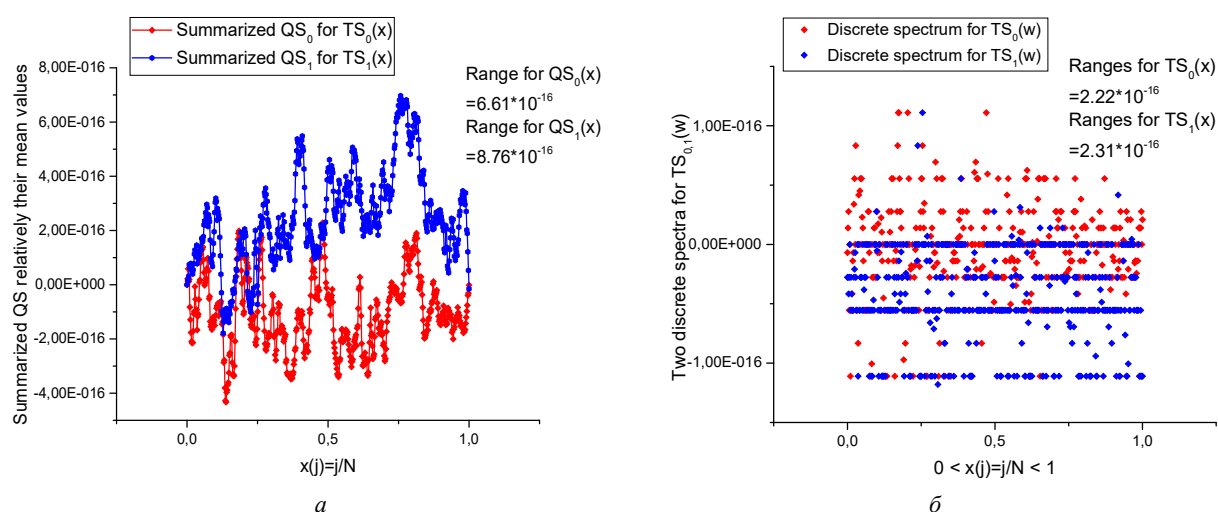 Summarized QS0 for TS0(x)
Summarized QS1 for TS1(x)
8,00E-016
6,00E-016
4,00E-016
2,00E-016
0,00E+000
-2,00E-016
-4,00E-016
Summarized QS relatively their mean values
Range for QS0(x)
=6.61*10-16
Range for QS1(x)
=8.76*10-16
0,0
0,5
1,0
x(j)=j/N
а
Discrete spectrum for TS0(w)
Discrete spectrum for TS1(w)
1,00E-016
0,00E+000
-1,00E-016
Two discrete spectra for TS0,1(w)
Ranges for TS0(x)
=2.22*10-16
Ranges for TS1(x)
=2.31*10-16
0,0
0,5
1,0
0 < x(j)=j/N < 1
б